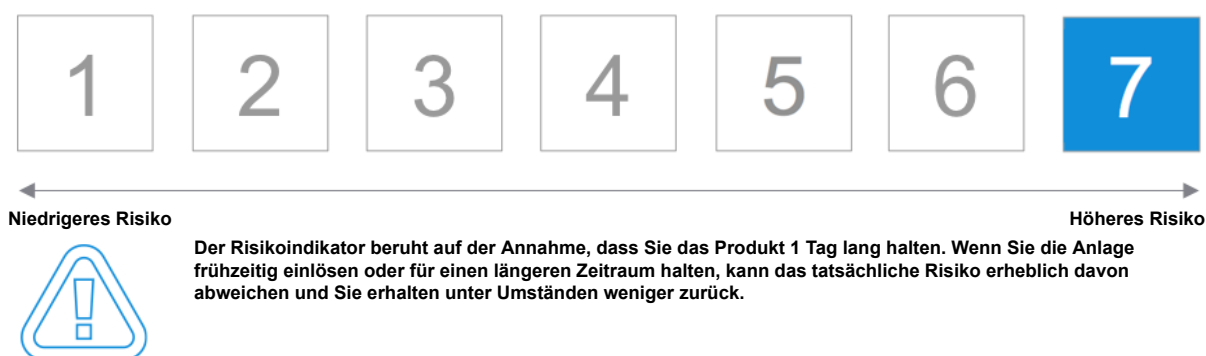 1 2 3 4 5 6 7
Niedrigeres Risiko Höheres Risiko
Der Risikoindikator beruht auf der Annahme, dass Sie das Produkt 1 Tag lang halten. Wenn Sie die Anlage
frühzeitig einlösen oder für einen längeren Zeitraum halten, kann das tatsächliche Risiko erheblich davon
abweichen und Sie erhalten unter Umständen weniger zurück.